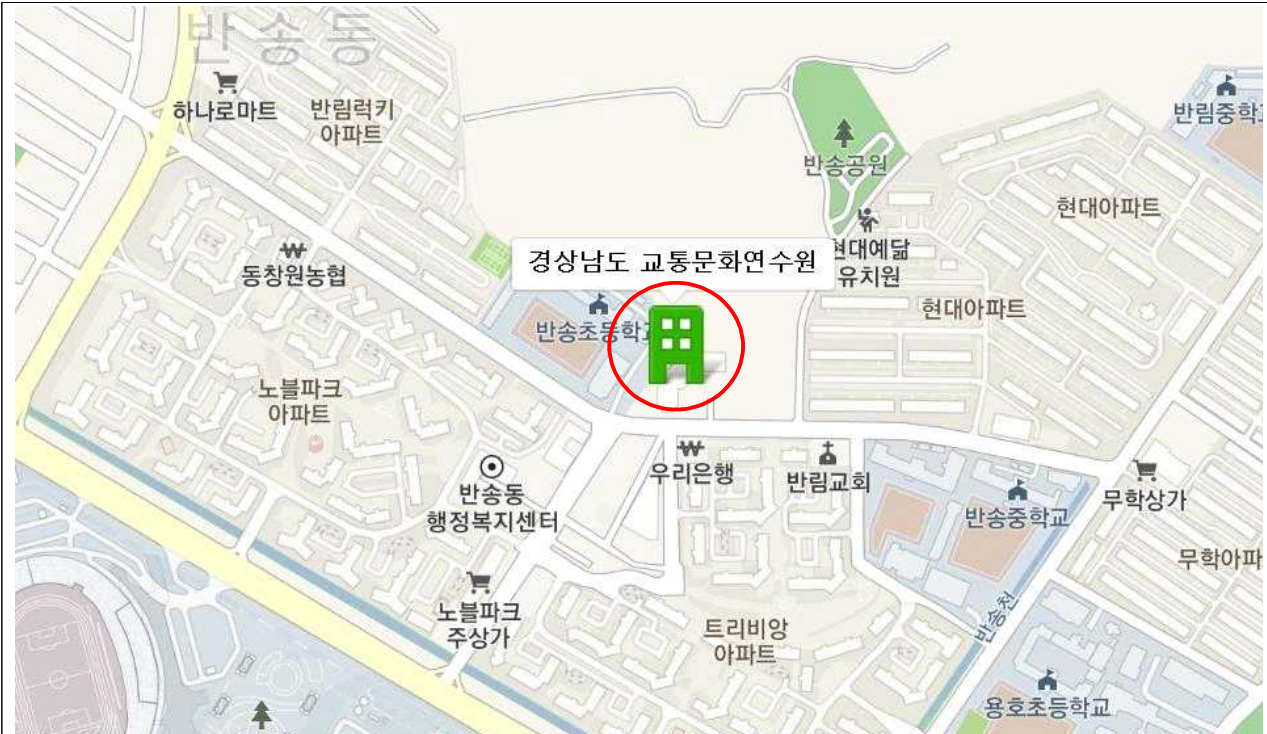 반송동
하나로마트
반림럭키
아파트
반림중학교
반송공원
현대아파트
동창원농협
경상남도 교통문화연수원
현대예닮
유치원
현대아파트
반송초등학교
노블파크
아파트
우리은행
반림교회
반송동
행정복지센터
반송중학교
무학상가
무학아파
노블파크
주상가
트리비앙
아파트
반송천
용호초등학교